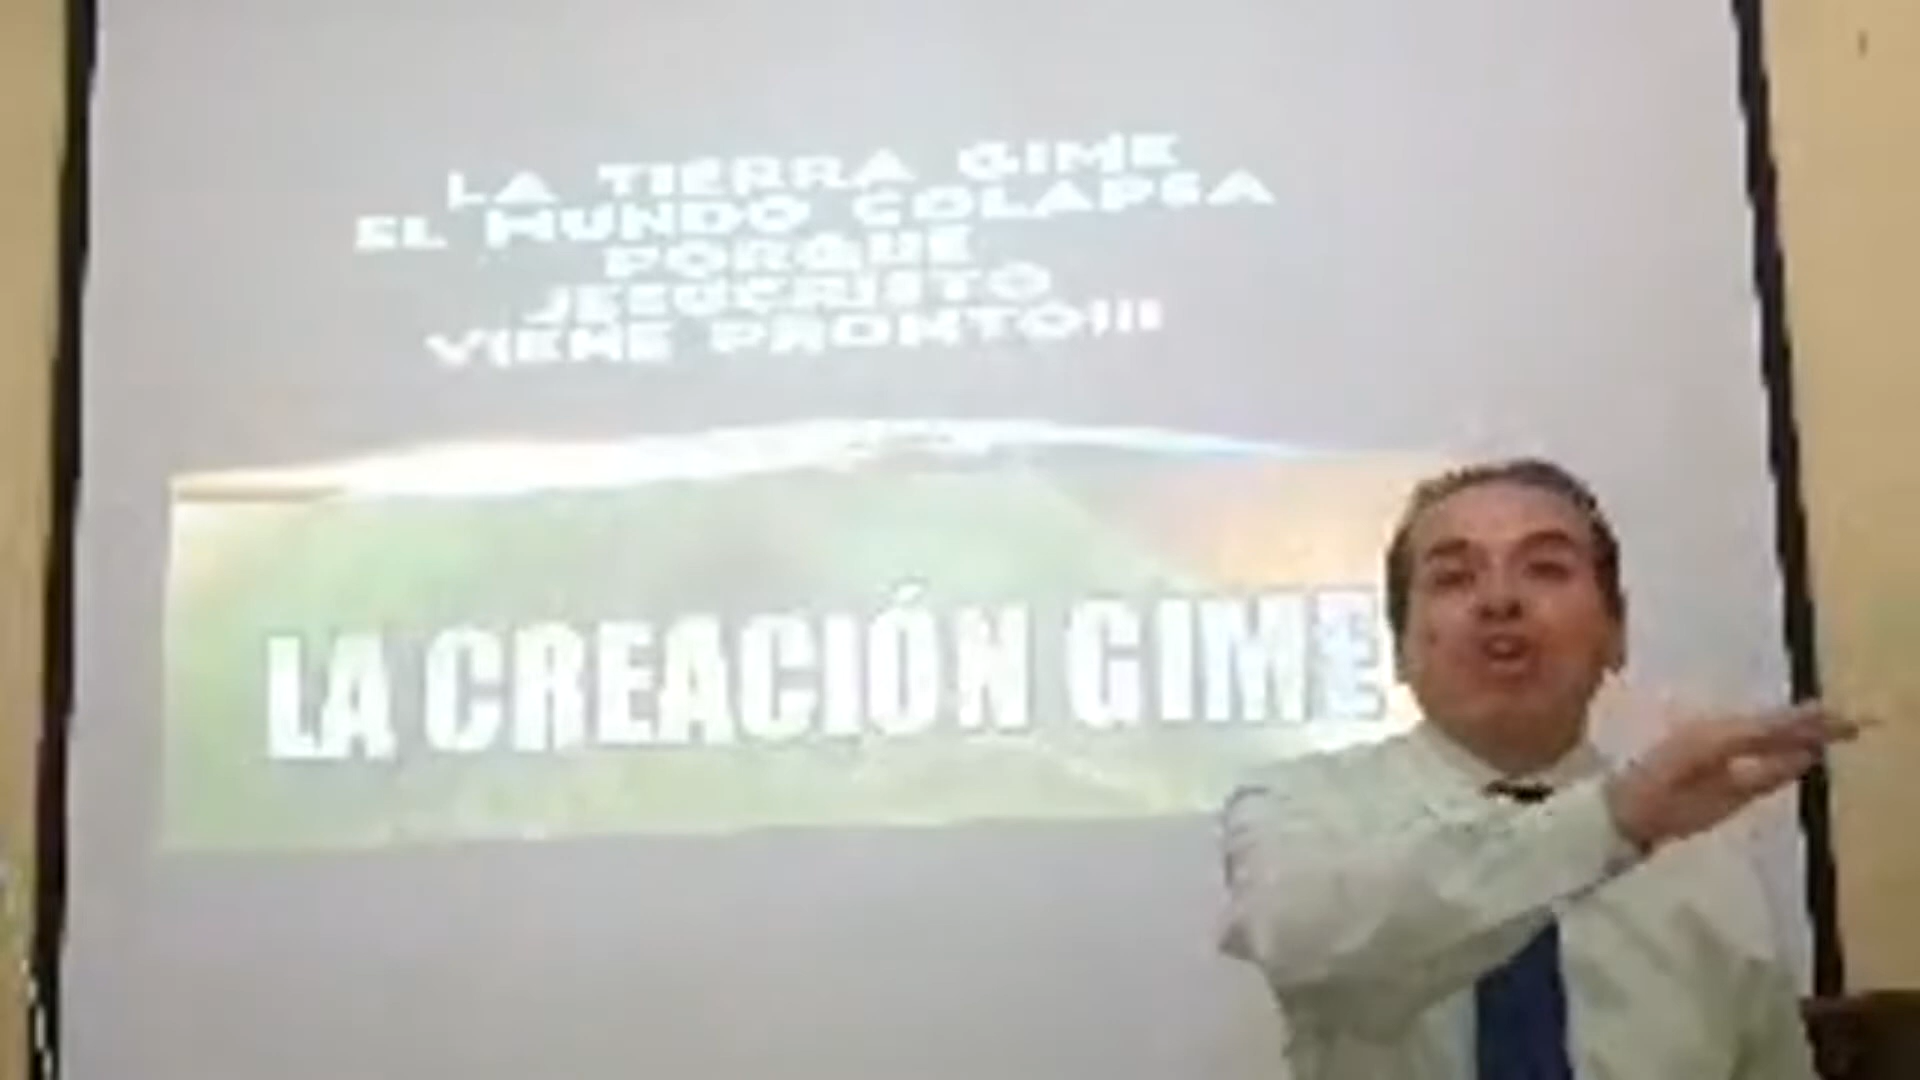 LA TIERRA GIME
EL MUNDO COLAPSA
PORQUE
JESUCRISTO
VIENE PRONTO!!!
LA CREACIÓN GIME